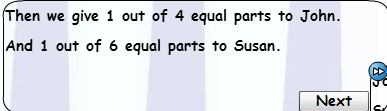 Then we give 1 out of 4 equal parts to John.
And 1 out of 6 equal parts to Susan.
Next